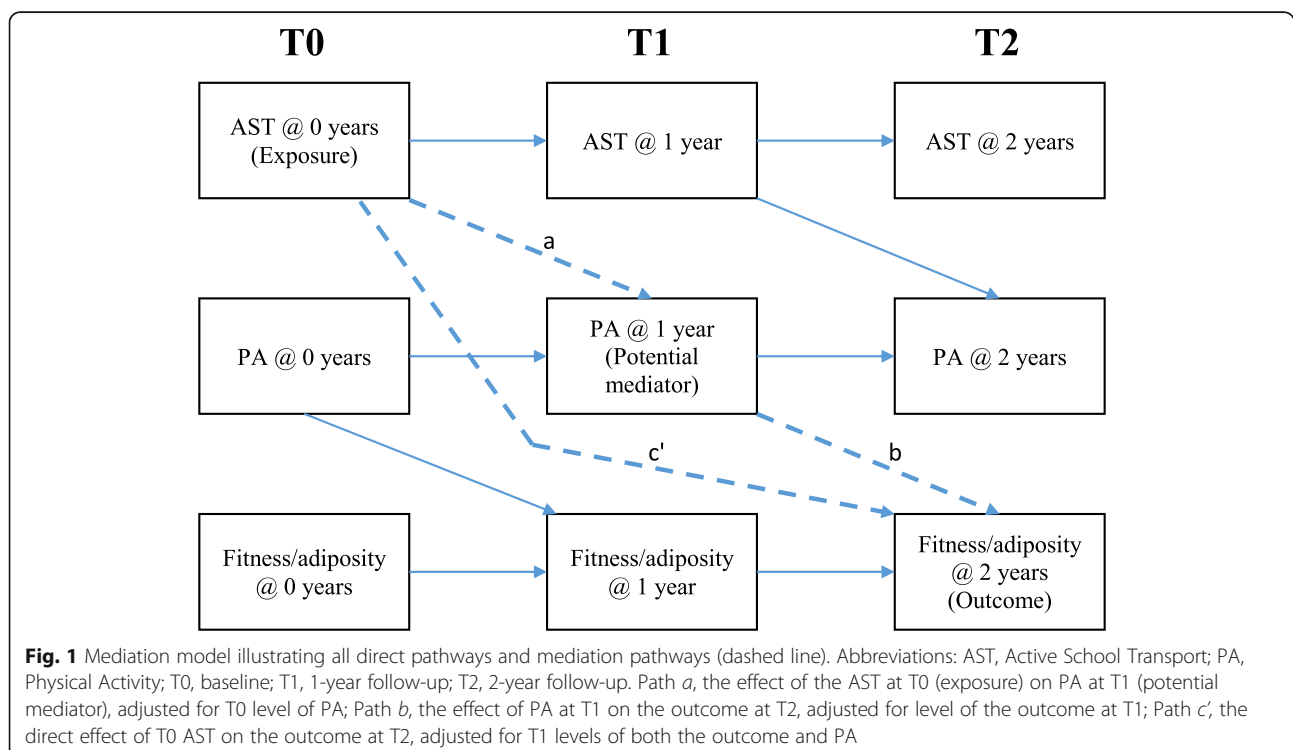 T0 T1 T2
AST @ 0 years
(Exposure)
AST @ 1 year
AST @ 2 years
a
PA @ 0 years
PA @ 1 year
(Potential
mediator)
PA @ 2 years
c'
b
Fitness/adiposity
@ 0 years
Fitness/adiposity
@ 1 year
Fitness/adiposity
@ 2 years
(Outcome)
Fig. 1 Mediation model illustrating all direct pathways and mediation pathways (dashed line). Abbreviations: AST, Active School Transport; PA,
Physical Activity; T0, baseline; T1, 1-year follow-up; T2, 2-year follow-up. Path a, the effect of the AST at T0 (exposure) on PA at T1 (potential
mediator), adjusted for T0 level of PA; Path b, the effect of PA at T1 on the outcome at T2, adjusted for level of the outcome at T1; Path c′, the
direct effect of T0 AST on the outcome at T2, adjusted for T1 levels of both the outcome and PA